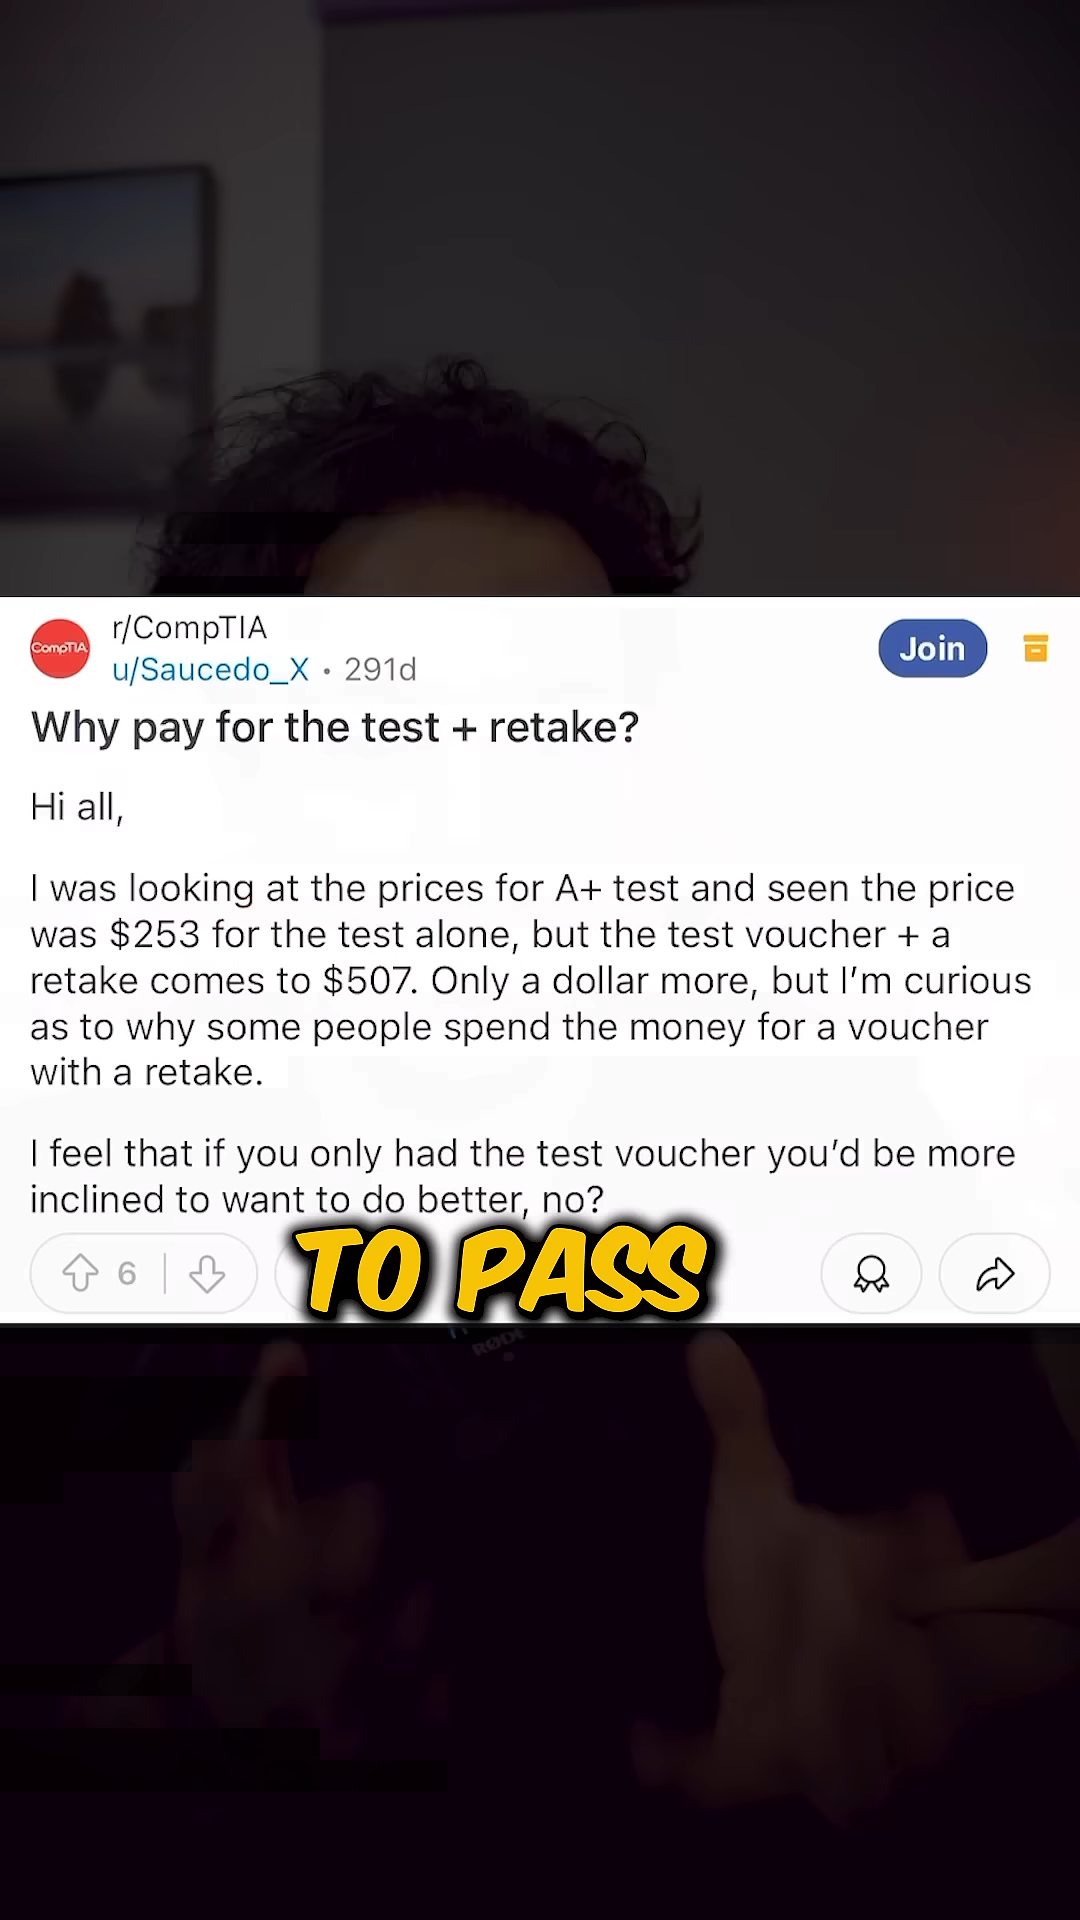 CompTIA
r/CompTIA
u/Saucedo_X • 291d
Join
Why pay for the test + retake?
Hi all,
I was looking at the prices for A+ test and seen the price
was $253 for the test alone, but the test voucher + a
retake comes to $507. Only a dollar more, but I’m curious
as to why some people spend the money for a voucher
with a retake.
I feel that if you only had the test voucher you’d be more
inclined to want to do better, no?
6
TO PASS
RØDE